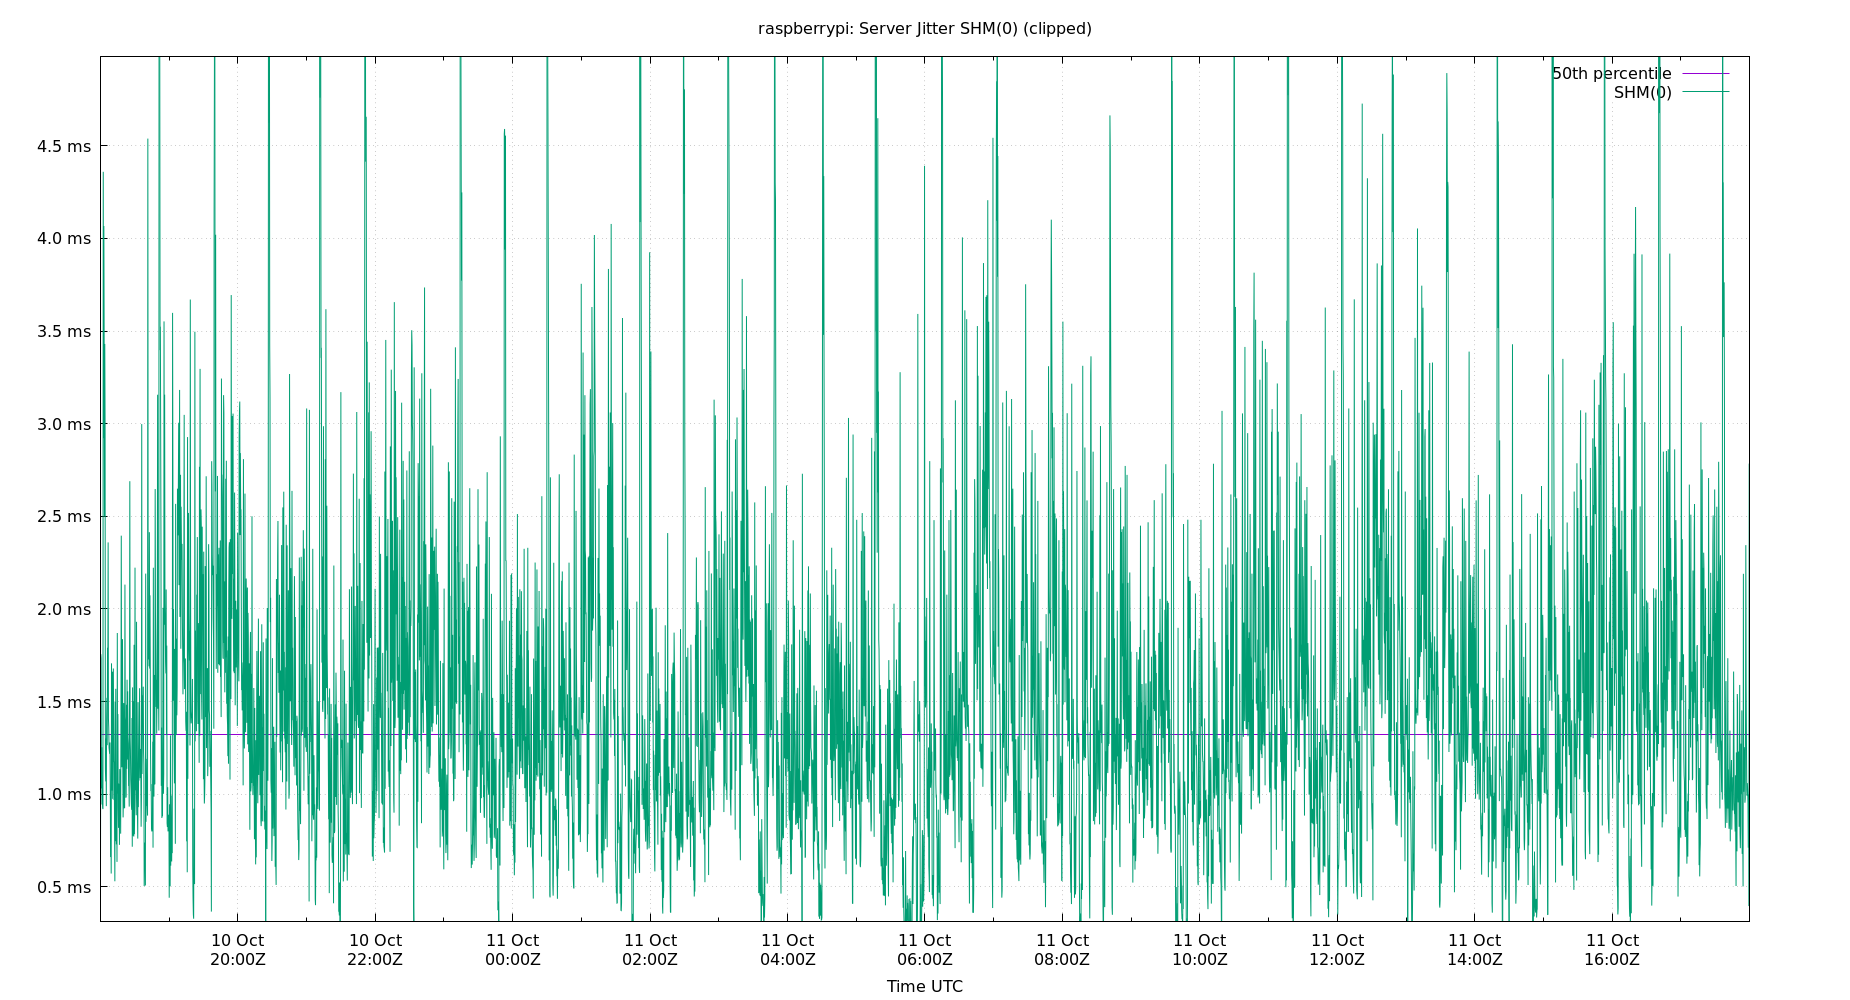 raspberrypi: Server Jitter SHM(0) (clipped)
50th percentile
SHM(0)
4.5 ms
4.0 ms
3.5 ms
3.0 ms
2.5 ms
2.0 ms
1.5 ms
1.0 ms
0.5 ms
10 Oct 10 Oct 11 Oct 11 Oct 11 Oct 11 Oct 11 Oct 11 Oct 11 Oct 11 Oct 11 Oct
20:00Z 22:00Z 00:00Z 02:00Z 04:00Z 06:00Z 08:00Z 10:00Z 12:00Z 14:00Z 16:00Z
Time UTC